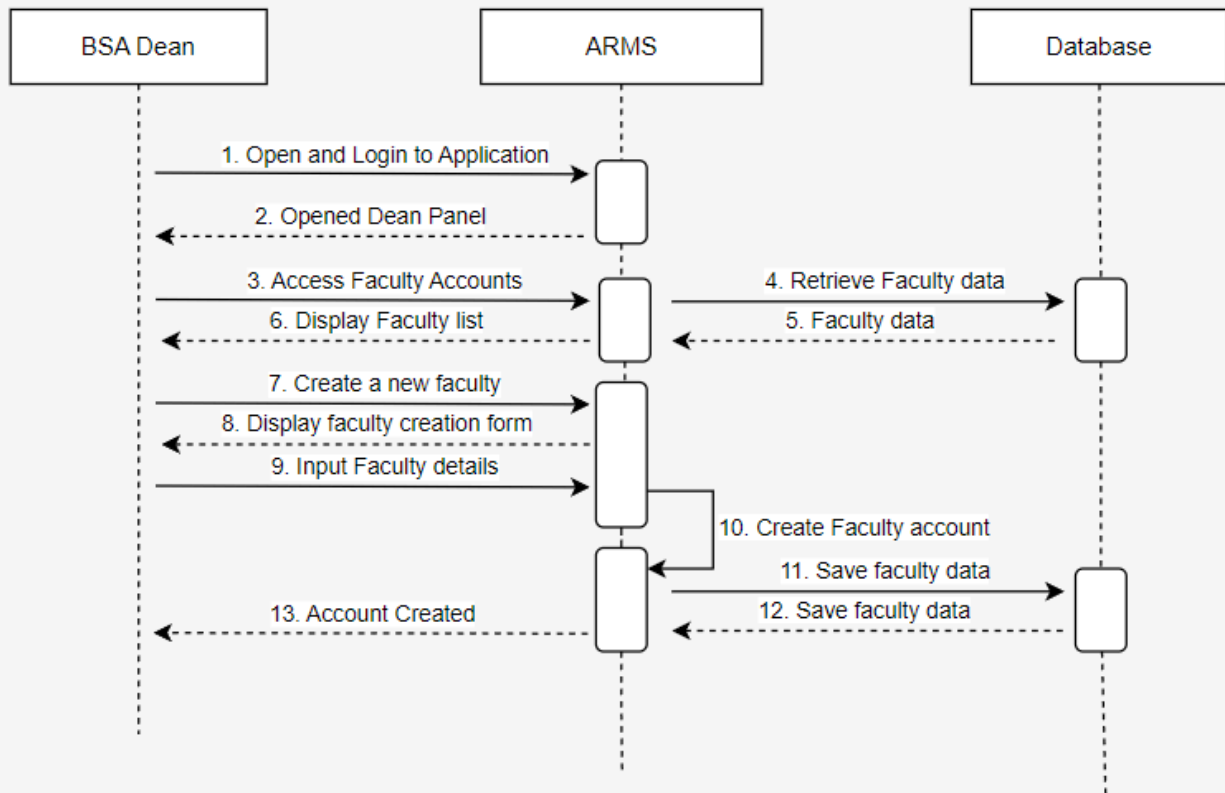 BSA Dean
ARMS
Database
1. Open and Login to Application
2. Opened Dean Panel
3. Access Faculty Accounts
4. Retrieve Faculty data
6. Display Faculty list
5. Faculty data
7. Create a new faculty
8. Display faculty creation form
9. Input Faculty details
10. Create Faculty account
11. Save faculty data
13. Account Created
12. Save faculty data